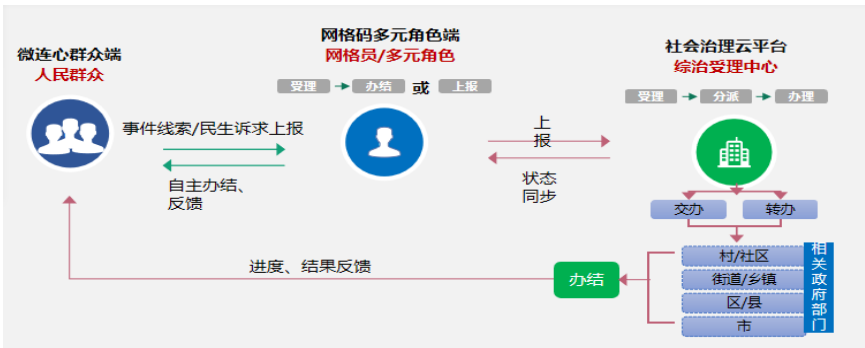 微连心群众端
人民群众
网格码多元角色端
网格员/多元角色
受理 办结 或 上报
社会治理云平台
综治受理中心
受理 分派 办理
事件线索/民生诉求上报
自主办结、
反馈
上
报
状态
同步
交办 转办
村/社区
街道/乡镇
区/县
市
相关政府部门
办结
进度、结果反馈